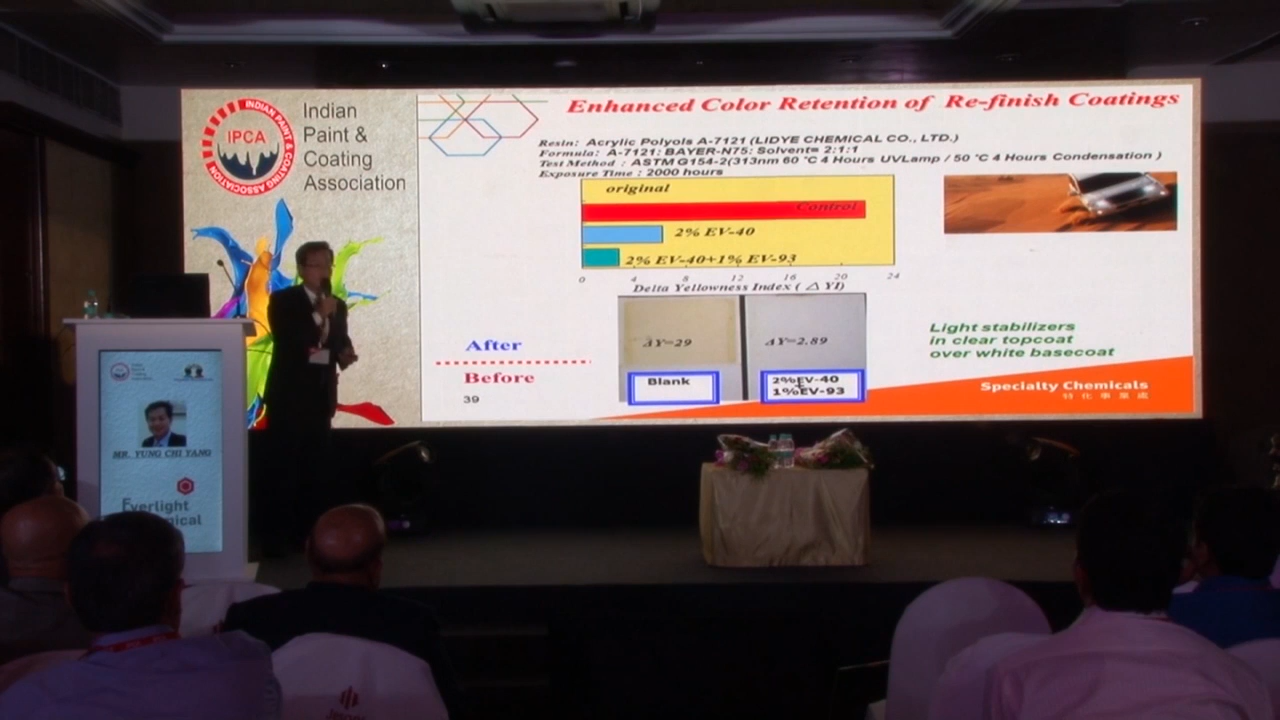 INDIAN PAINT & COATING ASSOCIATION
IPCA
Indian
Paint &
Coating
Association
Enhanced Color Retention of Re-finish Coatings
Resin: Acrylic Polyols A-7121 (LIDYE CHEMICAL CO., LTD.)
Formula: A-7121: BAYER-N75: Solvent= 2:1:1
Test Method : ASTM G154-2(313nm 60 °C 4 Hours UVLamp / 50 °C 4 Hours Condensation )
Exposure Time : 2000 hours
original
Control
2% EV-40
2% EV-40+1% EV-93
0 4 8 12 16 20 24
Delta Yellowness Index ( △ YI)
After
Before
39
ΔY=29
ΔY=2.89
Blank
2%EV-40
+
1%EV-93
Light stabilizers
in clear topcoat
over white basecoat
Specialty Chemicals
特化事業處
MR. YUNG CHI YANG
Everlight